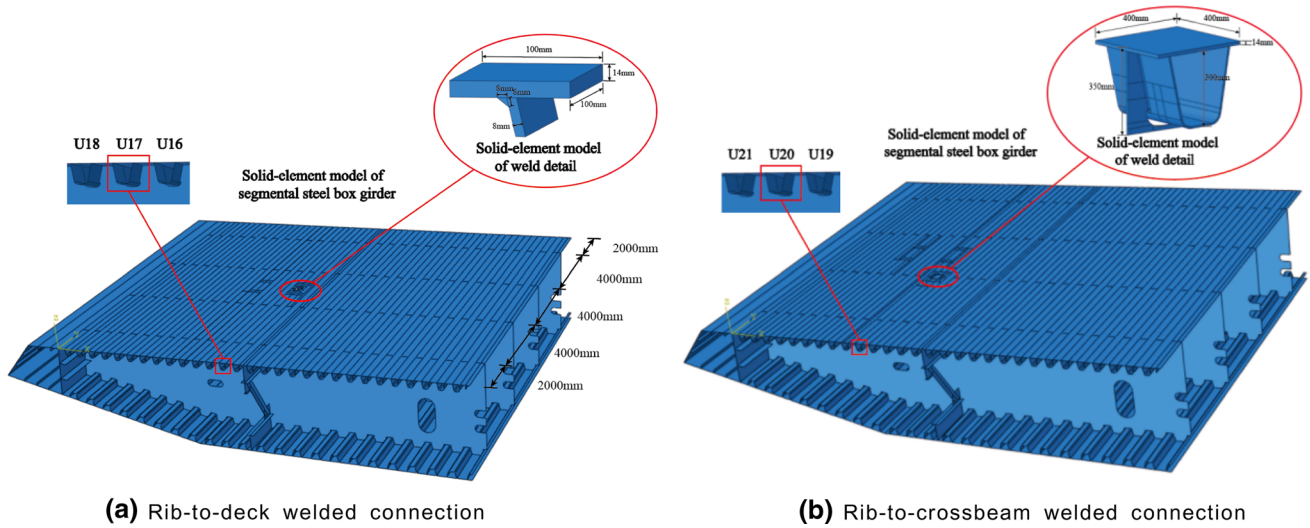 100mm
14mm
8mm
8mm
100mm
8mm
Solid-element model
of weld detail
U18 U17 U16
Solid-element model of
segmental steel box girder
2000mm
4000mm
4000mm
4000mm
2000mm
(a) Rib-to-deck welded connection
400mm
400mm
14mm
350mm
300mm
Solid-element model
of weld detail
Solid-element model of
segmental steel box girder
U21 U20 U19
(b) Rib-to-crossbeam welded connection